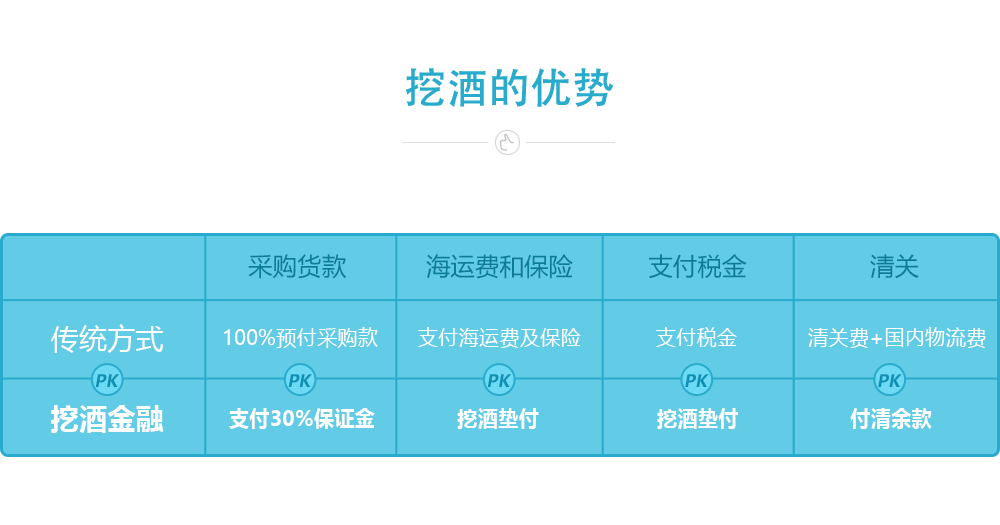 挖酒的优势
采购货款 海运费和保险 支付税金 清关
传统方式 100%预付采购款 支付海运费及保险 支付税金 清关费+国内物流费
PK PK PK PK PK
挖酒金融 支付30%保证金 挖酒垫付 挖酒垫付 付清余款